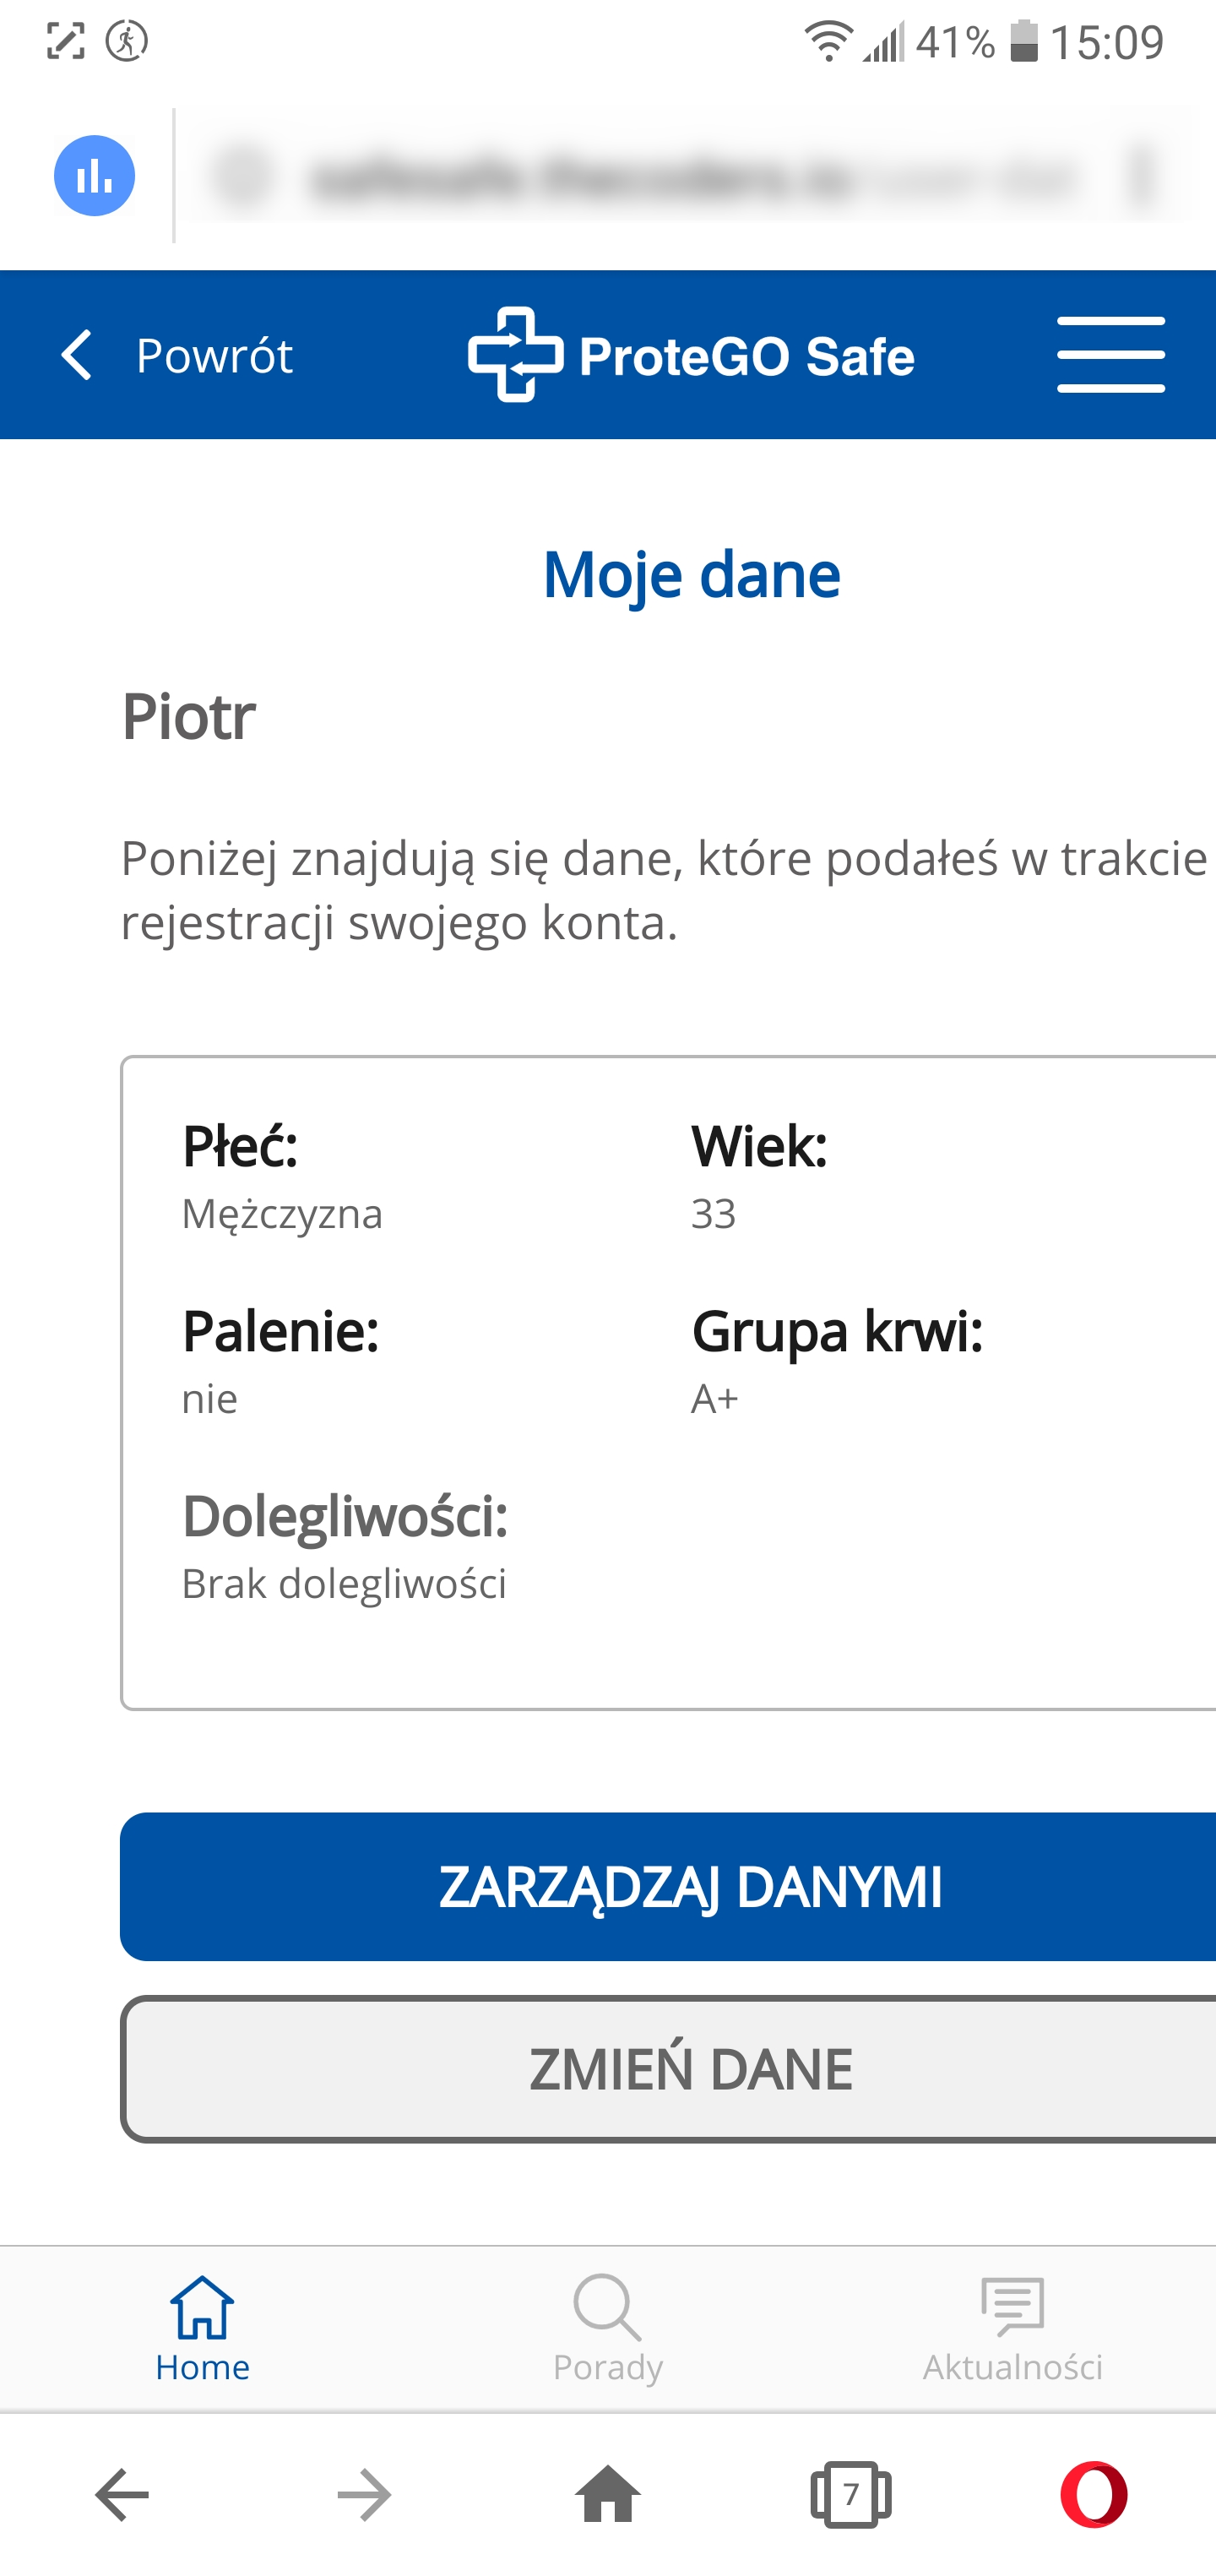 41% 15:09
Powrót ProteGO Safe
Moje dane
Piotr
Poniżej znajdują się dane, które podałeś w trakcie
rejestracji swojego konta.
Płeć: Wiek:
Mężczyzna 33
Palenie: Grupa krwi:
nie A+
Dolegliwości:
Brak dolegliwości
ZARZĄDZAJ DANYMI
ZMIEŃ DANE
Home Porady Aktualności
7